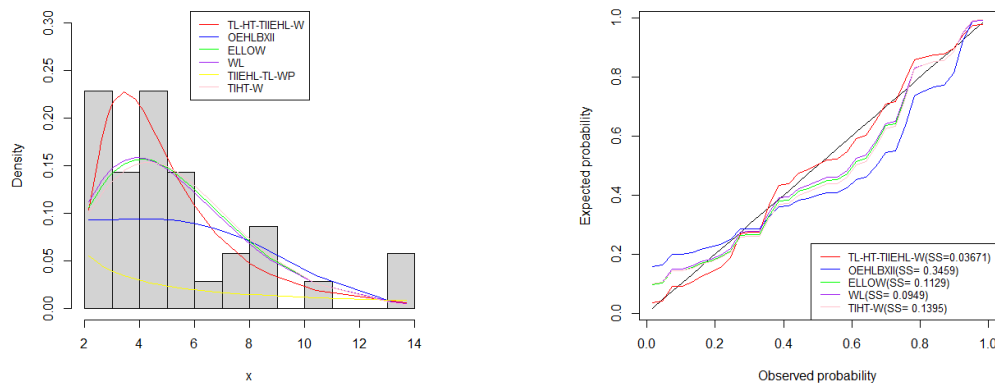 TL-HT-TIIEHL-W
OEHLBXII
ELLOW
WL
TIIEHL-TL-WP
TIHT-W
0.30
0.25
0.20
0.15
0.10
0.05
0.00
Density
2 4 6 8 10 12 14
x
1.0
0.8
0.6
0.4
0.2
0.0
Expected probability
TL-HT-TIIEHL-W(SS=0.03671)
OEHLBXII(SS= 0.3459)
ELLOW(SS= 0.1129)
WL(SS= 0.0949)
TIHT-W(SS= 0.1395)
0.0 0.2 0.4 0.6 0.8 1.0
Observed probability